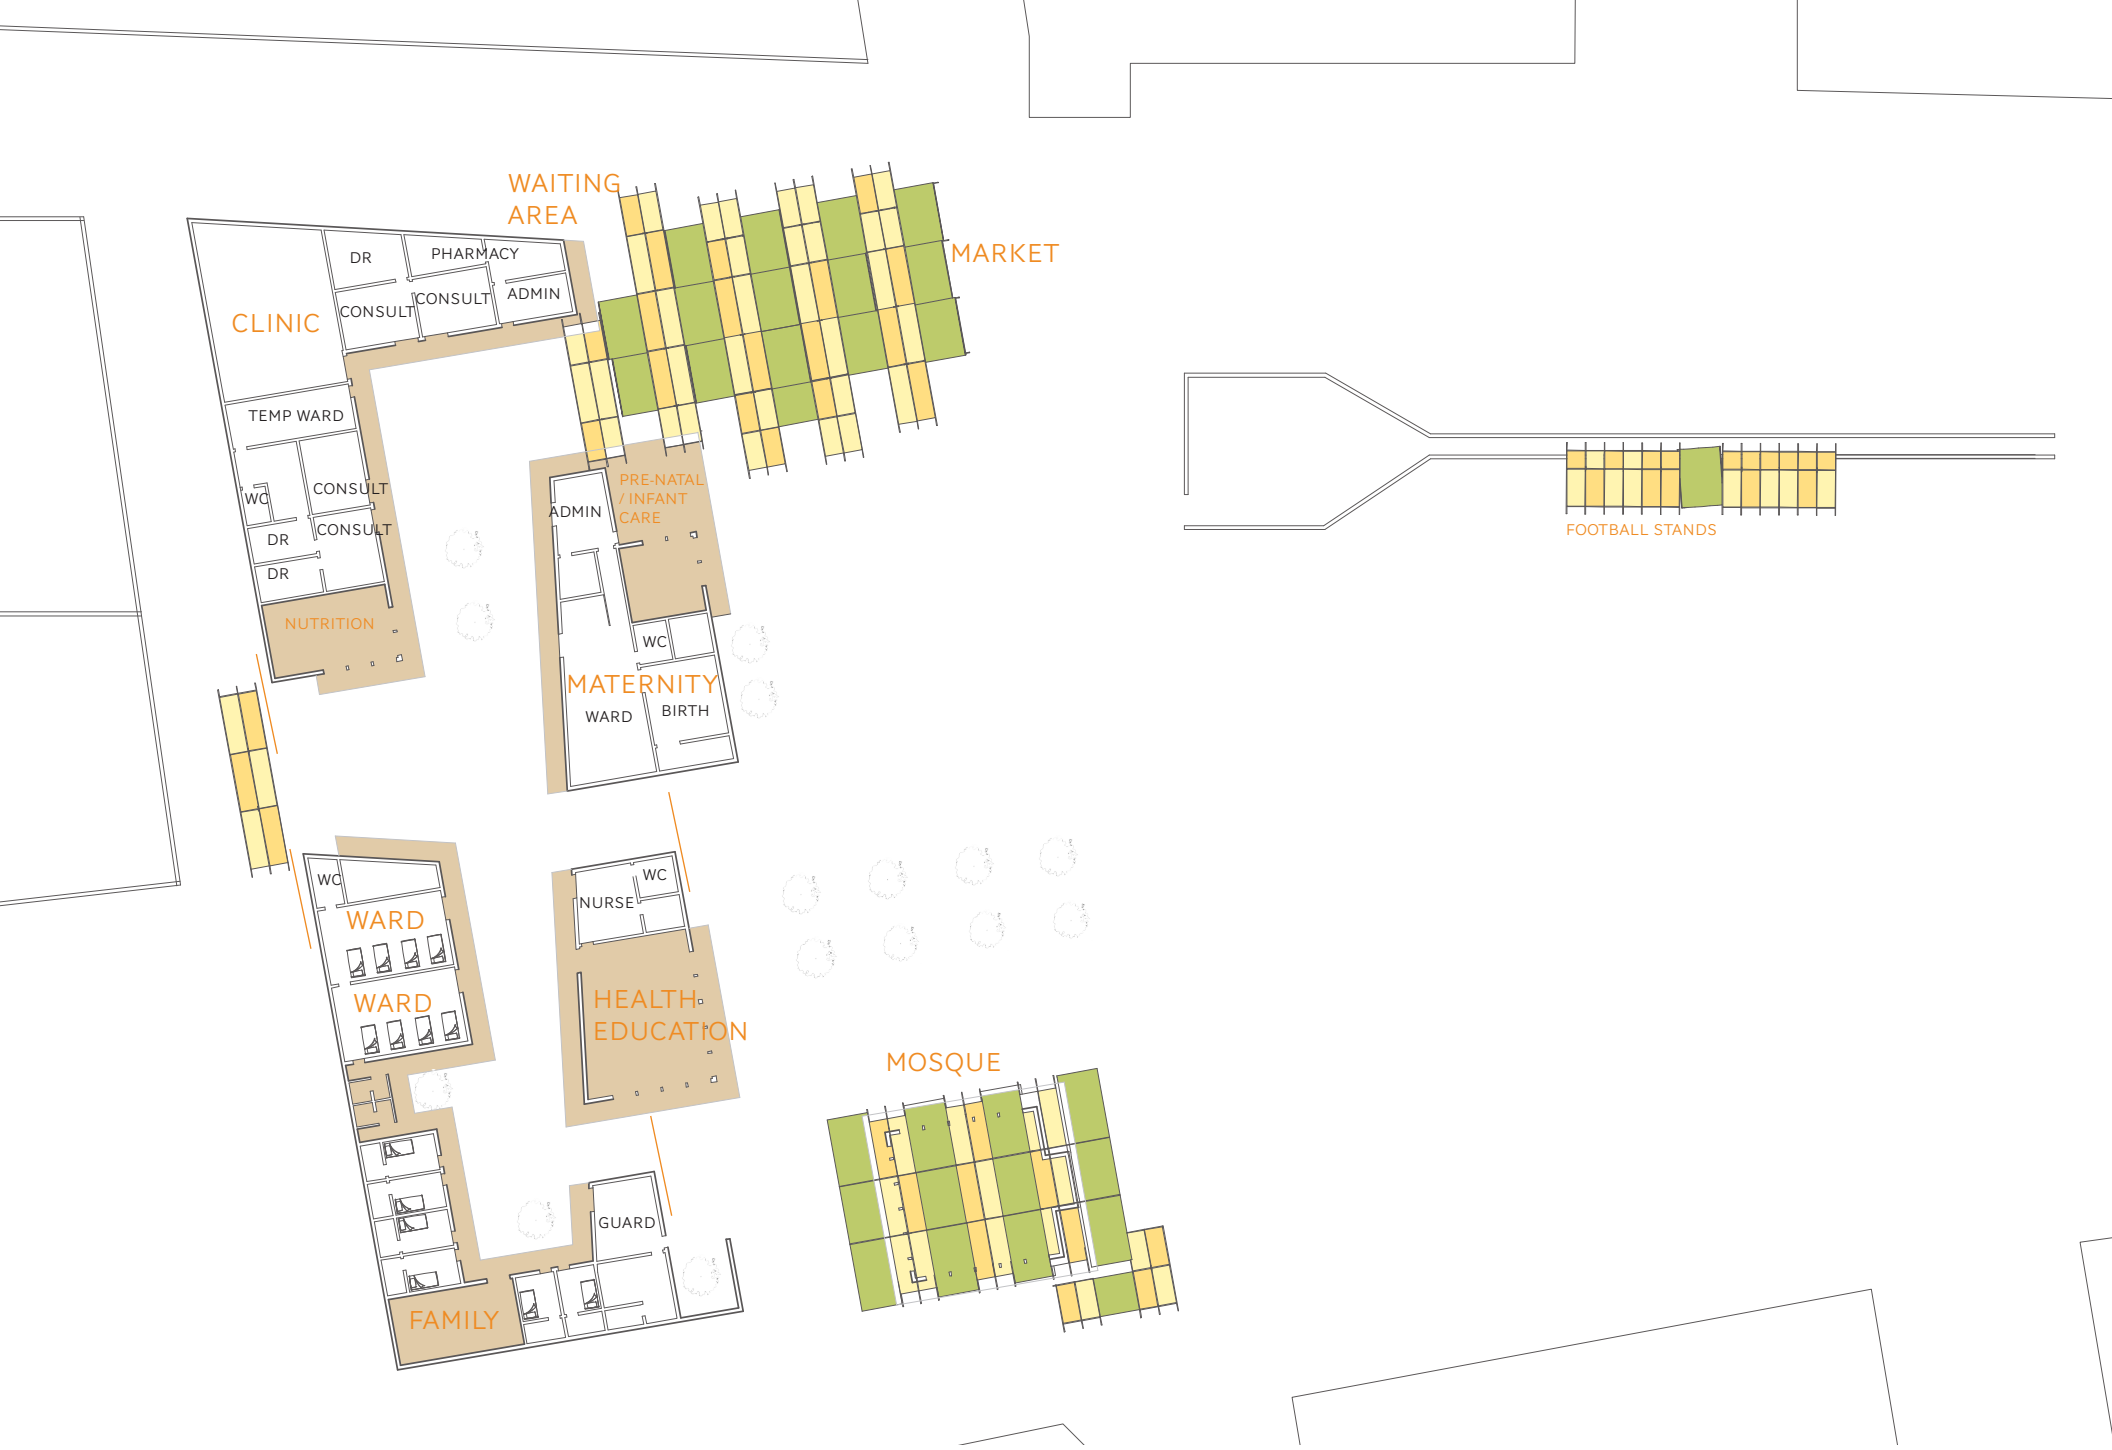 WAITING
AREA
MARKET
DR
PHARMACY
CONSULT
CONSULT
ADMIN
CLINIC
TEMP WARD
CONSULT
WC
CONSULT
DR
DR
NUTRITION
PRE-NATAL
/ INFANT
CARE
ADMIN
WC
MATERNITY
WARD
BIRTH
FOOTBALL STANDS
WC
WARD
WARD
WC
NURSE
HEALTH
EDUCATION
MOSQUE
GUARD
FAMILY